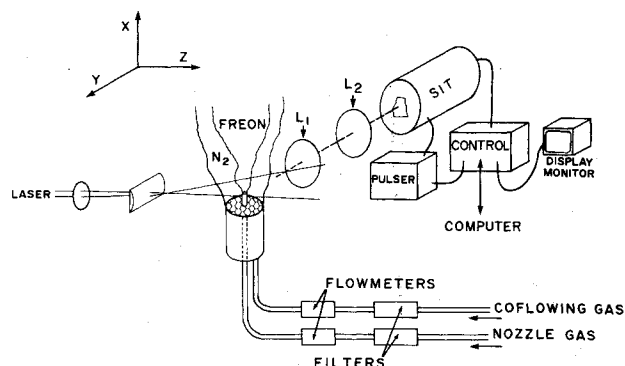 X
Z
Y
FREON
N2
L1
L2
SIT
LASER
PULSER
CONTROL
DISPLAY
MONITOR
COMPUTER
FLOWMETERS
COFLOWING GAS
NOZZLE GAS
FILTERS